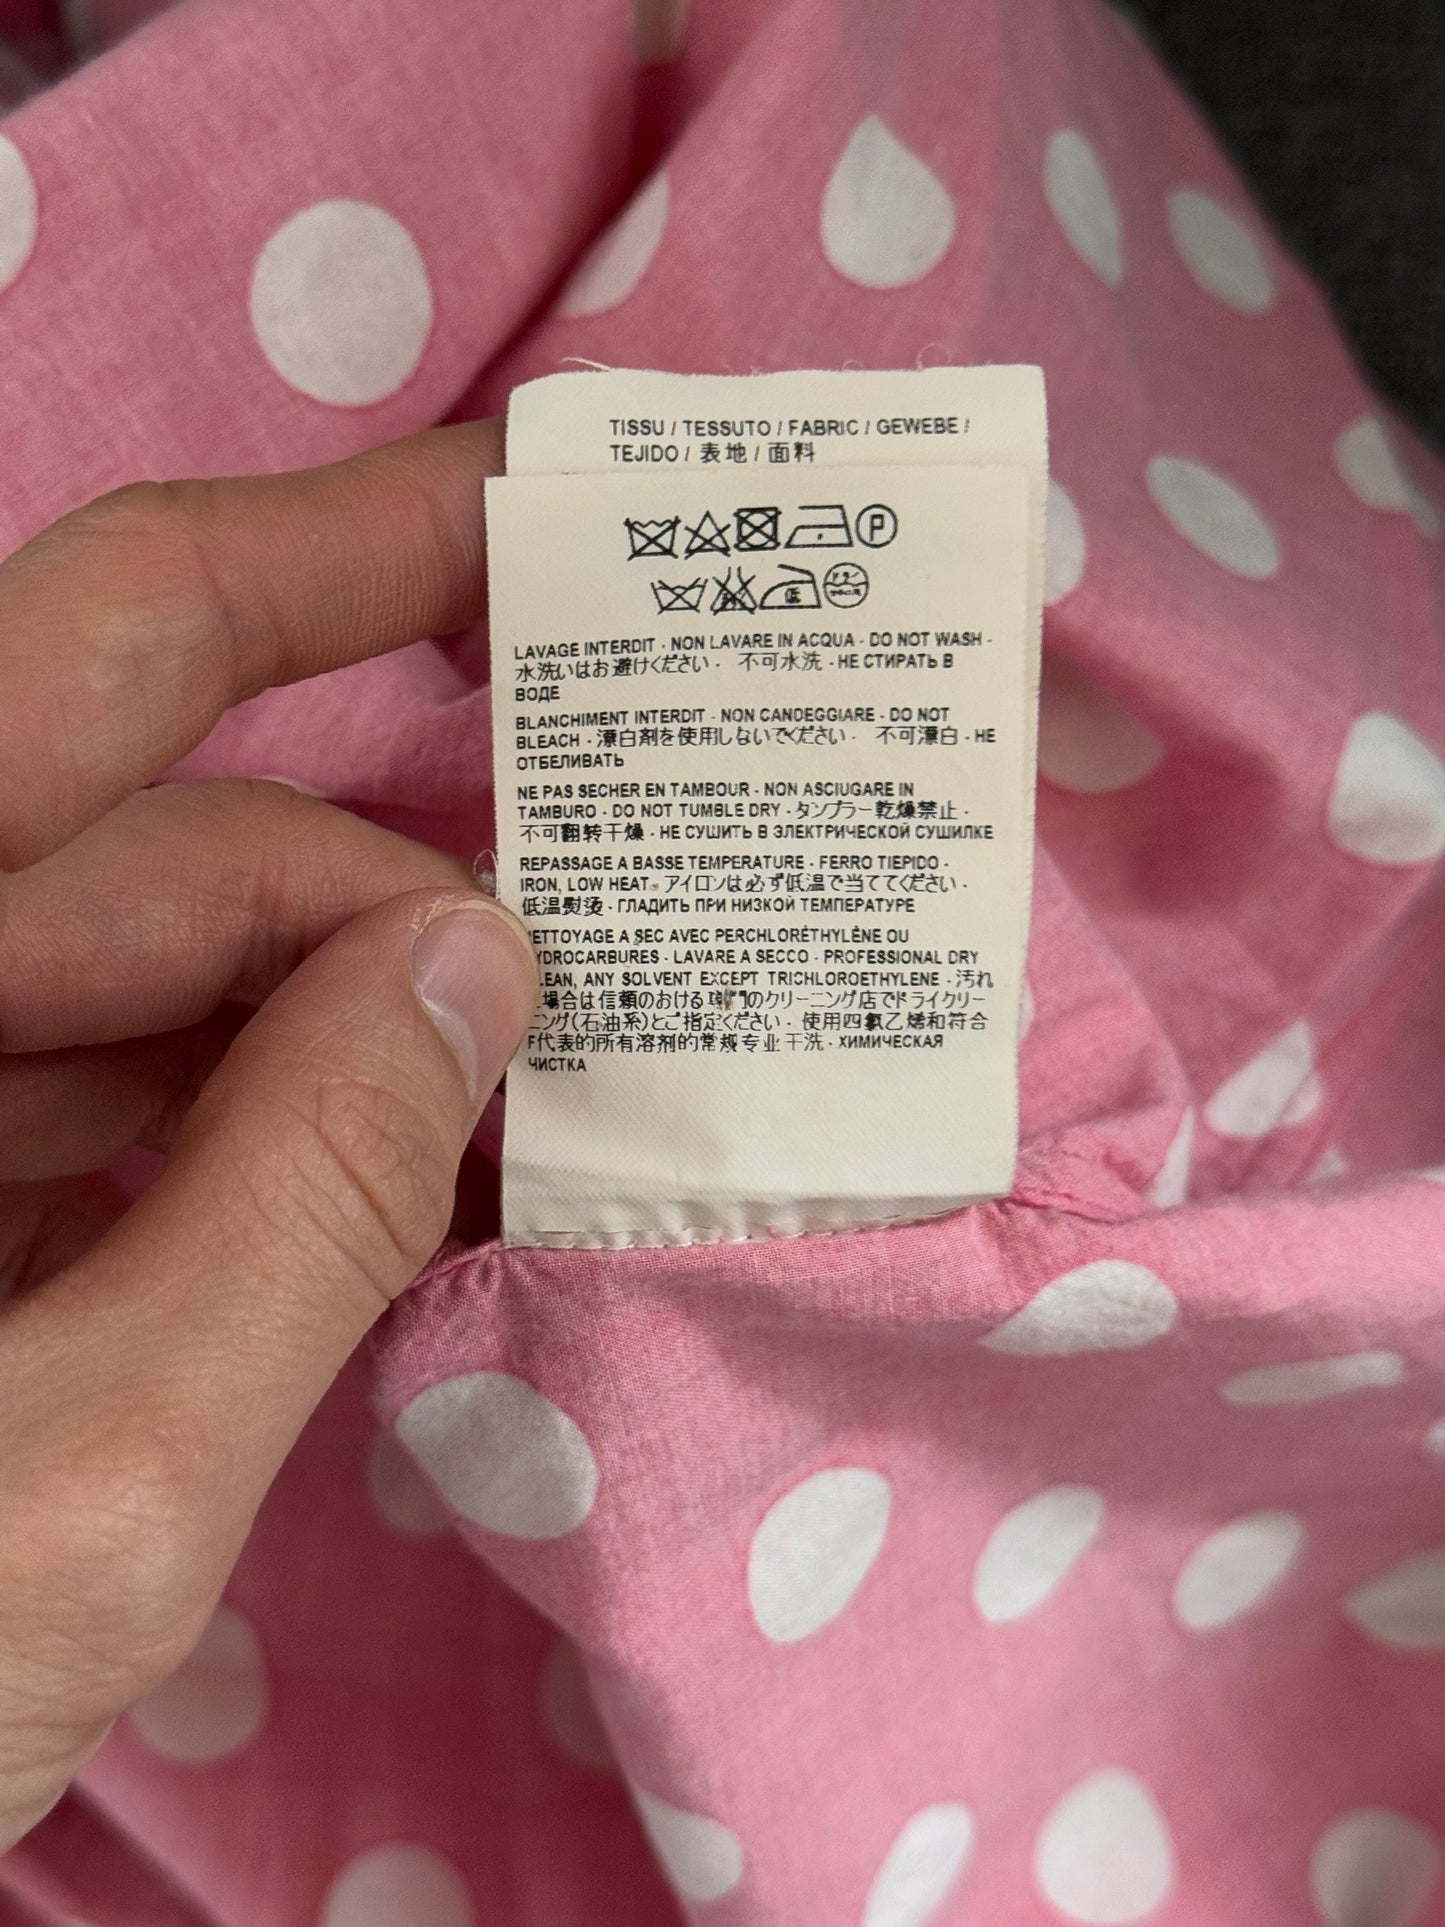 TISSU / TESSUTO / FABRIC / GEWEBE /
TEJIDO / 表地 / 面料
P
低
ドライ
LAVAGE INTERDIT - NON LAVARE IN ACQUA - DO NOT WASH -
水洗いはお避けください - 不可水洗 - НЕ СТИРАТЬ В
ВОДЕ
BLANCHIMENT INTERDIT - NON CANDEGGIARE - DO NOT
BLEACH - 漂白剤を使用しないでください - 不可漂白 - НЕ
ОТБЕЛИВАТЬ
NE PAS SECHER EN TAMBOUR - NON ASCIUGARE IN
TAMBURO - DO NOT TUMBLE DRY - タンブラー乾燥禁止 -
不可翻转干燥 - НЕ СУШИТЬ В ЭЛЕКТРИЧЕСКОЙ СУШИЛКЕ
REPASSAGE A BASSE TEMPERATURE - FERRO TIEPIDO -
IRON, LOW HEAT - アイロンは必ず低温で当ててください -
低温熨烫 - ГЛАДИТЬ ПРИ НИЗКОЙ ТЕМПЕРАТУРЕ
ETTOYAGE A SEC AVEC PERCHLORÉTHYLÈNE OU
YDROCARBURES - LAVARE A SECCO - PROFESSIONAL DRY
LEAN, ANY SOLVENT EXCEPT TRICHLOROETHYLENE - 汚れ
場合は信頼のおける のクリーニング店でドライクリー
ニング(石油系)とご指定ください - 使用四氯乙烯和符合
F代表的所有溶剂的常规专业干洗 - ХИМИЧЕСКАЯ
ЧИСТКА